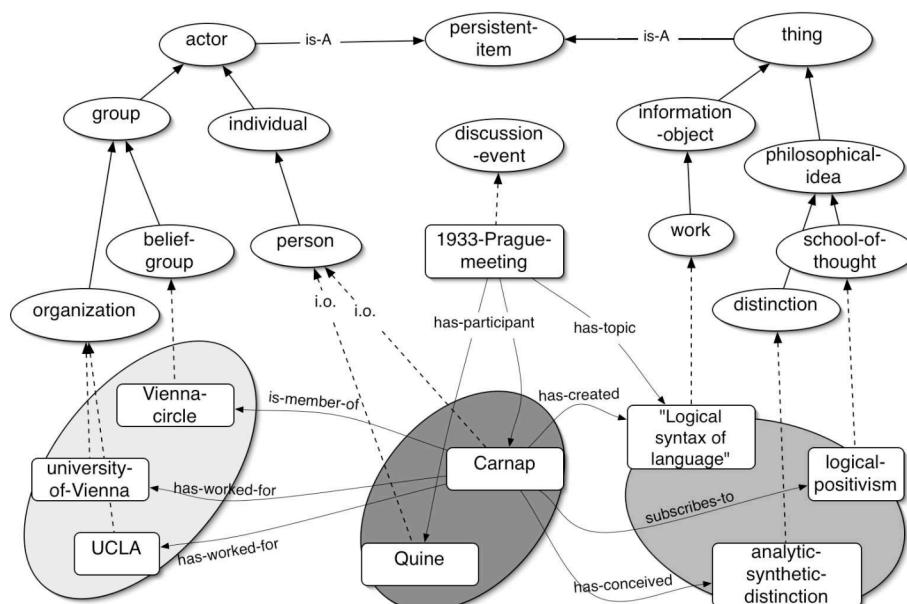 actor
is-A
persistent-
item
is-A
thing
group
individual
information
-object
discussion-
event
philosophical-
idea
belief-
group
person
1933-Prague-
meeting
work
school-of-
thought
organization
i.o.
i.o.
has-participant
has-topic
distinction
Vienna-
circle
is-member-of
has-created
"Logical
syntax of
language"
university-
of-Vienna
has-worked-for
Carnap
logical-
positivism
subscribes-to
UCLA
has-worked-for
Quine
has-conceived
analytic-
synthetic-
distinction